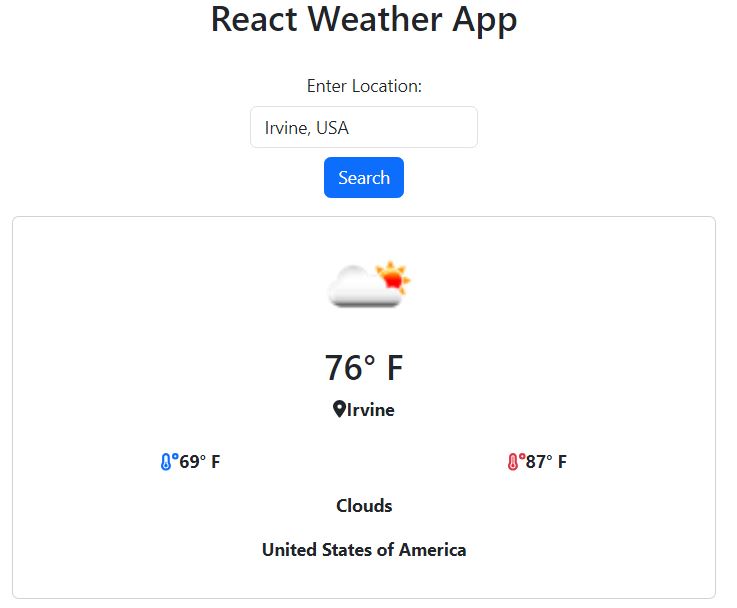 React Weather App
Enter Location:
Irvine, USA
Search
76° F
Irvine
69° F 87° F
Clouds
United States of America